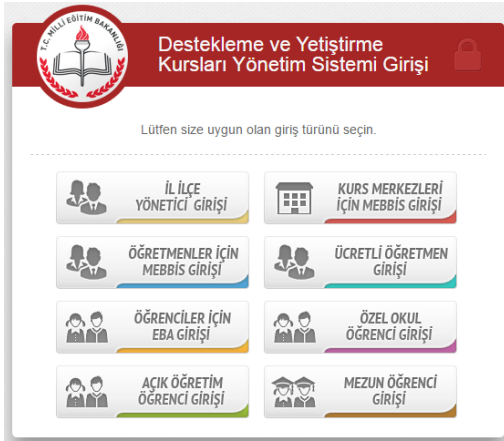 T.C. MİLLİ EĞİTİM BAKANLIĞI
Destekleme ve Yetiştirme
Kursları Yönetim Sistemi Girişi
Lütfen size uygun olan giriş türünü seçin.
İL İLÇE
YÖNETİCİ GİRİŞİ
KURS MERKEZLERİ
İÇİN MEBBİS GİRİŞİ
ÖĞRETMENLER İÇİN
MEBBİS GİRİŞİ
ÜCRETLİ ÖĞRETMEN
GİRİŞİ
ÖĞRENCİLER İÇİN
EBA GİRİŞİ
ÖZEL OKUL
ÖĞRENCİ GİRİŞİ
AÇIK ÖĞRETİM
ÖĞRENCİ GİRİŞİ
MEZUN ÖĞRENCİ
GİRİŞİ